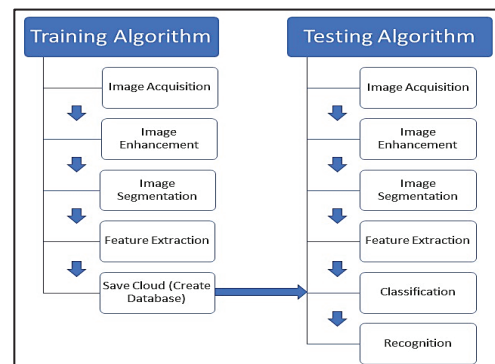 Training Algorithm
Image Acquisition
Image
Enhancement
Image
Segmentation
Feature Extraction
Save Cloud (Create
Database)
Testing Algorithm
Image Acquisition
Image
Enhancement
Image
Segmentation
Feature Extraction
Classification
Recognition